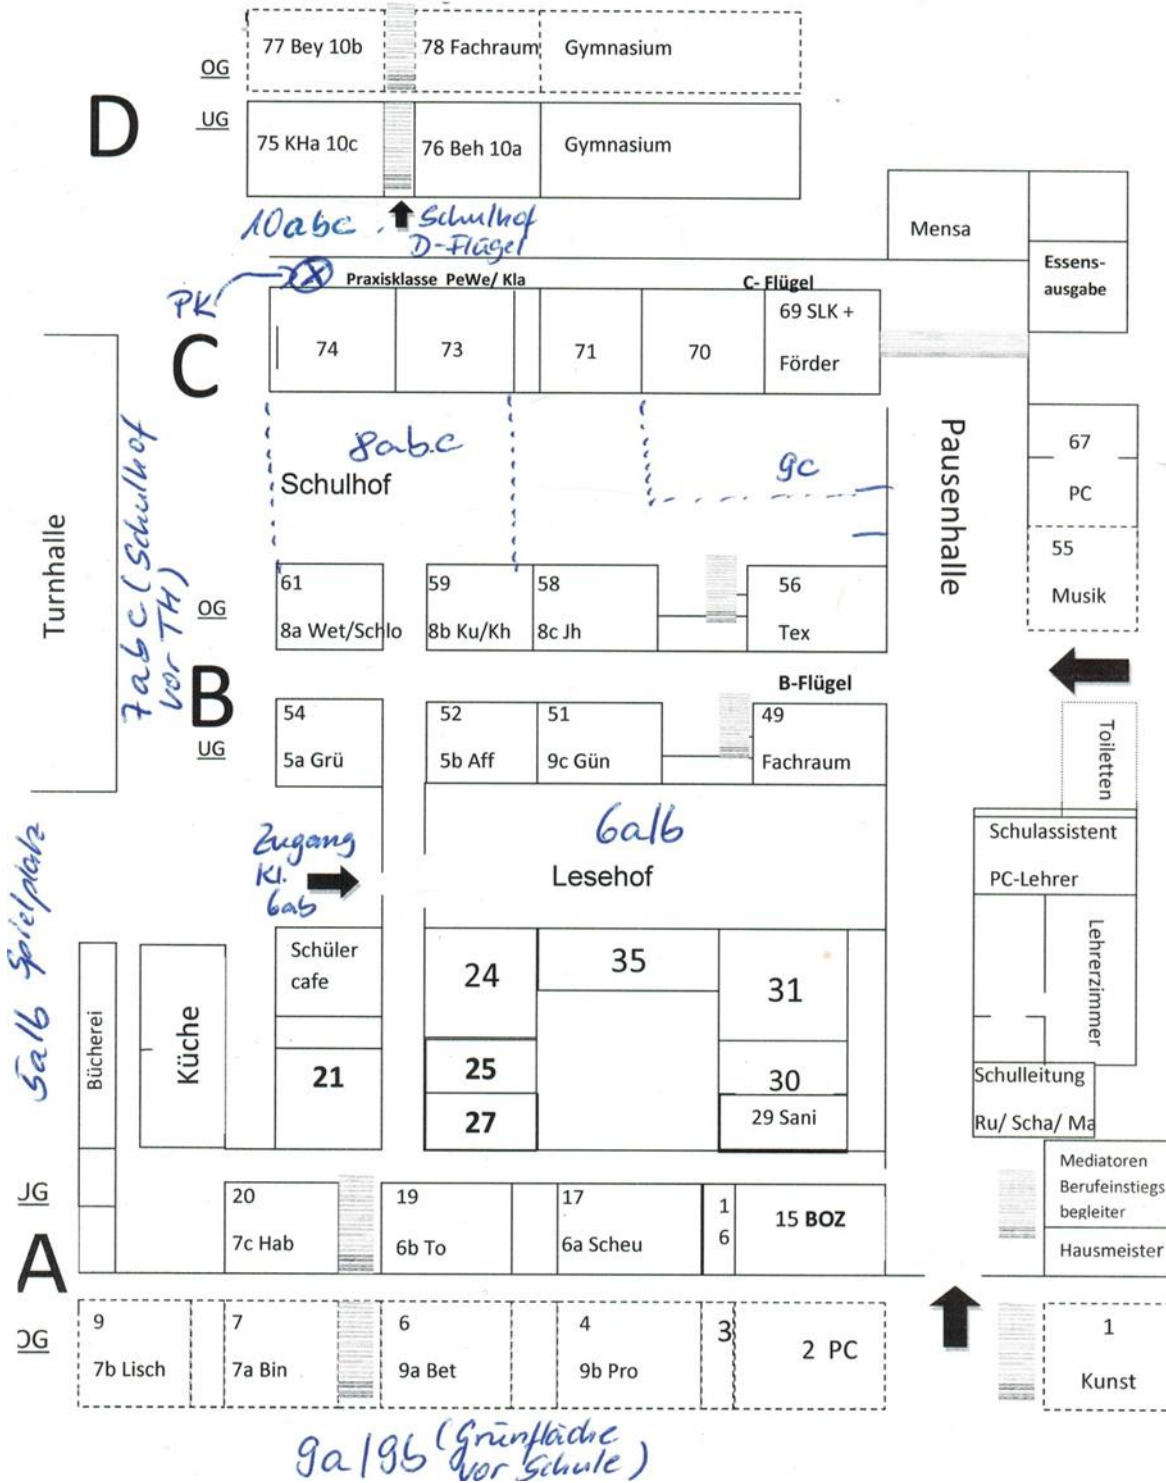 77 Bey 10b
78 Fachraum
Gymnasium
OG
D
UG
75 KHa 10c
76 Beh 10a
Gymnasium
10abc
Schulhof
D-Flügel
Mensa
Essens-
ausgabe
PK
X
Praxisklasse PeWe/ Kla
C- Flügel
C
74
73
71
70
69 SLK +
Förder
8abc
9c
Schulhof
Pausenhalle
67
PC
55
Musik
Turnhalle
7abc (Schulhof
vor TH)
OG
61
8a Wet/Schlo
59
8b Ku/Kh
58
8c Jh
56
Tex
B
B-Flügel
UG
54
5a Grü
52
5b Aff
51
9c Gün
49
Fachraum
Toiletten
6a/b
Lesehof
Zugang
Kl.
6ab
Schulassistent
PC-Lehrer
5a/b Spielplatz
Bücherei
Küche
Schüler
cafe
21
24
25
27
35
31
30
29 Sani
Lehrerzimmer
Schulleitung
Ru/ Scha/ Ma
Mediatoren
Berufeinstiegs
begleiter
Hausmeister
JG
A
20
7c Hab
19
6b To
17
6a Scheu
1
6
15 BOZ
OG
9
7b Lisch
7
7a Bin
6
9a Bet
4
9b Pro
3
2 PC
1
Kunst
9a/9b (Grünfläche
vor Schule)